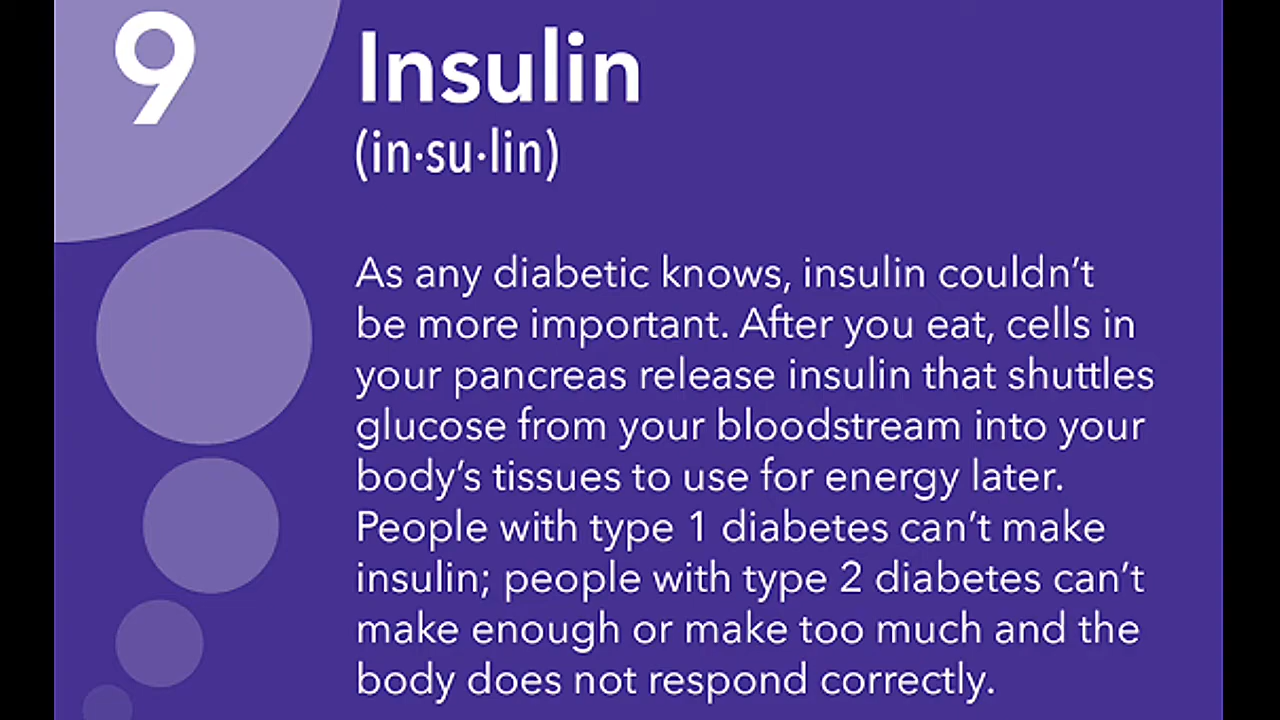 9
Insulin
(in·su·lin)
As any diabetic knows, insulin couldn’t
be more important. After you eat, cells in
your pancreas release insulin that shuttles
glucose from your bloodstream into your
body’s tissues to use for energy later.
People with type 1 diabetes can’t make
insulin; people with type 2 diabetes can’t
make enough or make too much and the
body does not respond correctly.